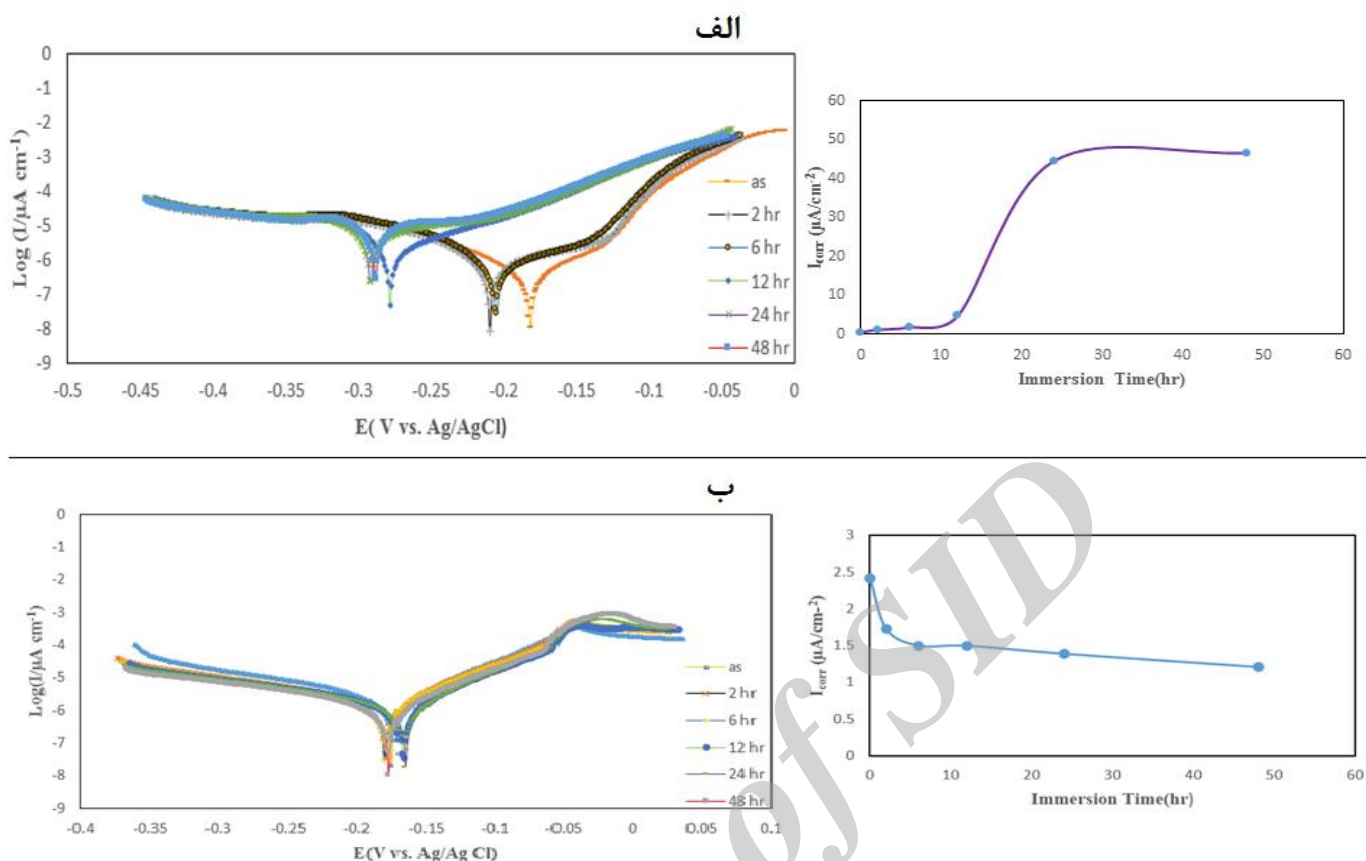 الف
Log (I/µA cm⁻¹)
0
-1
-2
-3
-4
-5
-6
-7
-8
-9
as
2 hr
6 hr
12 hr
24 hr
48 hr
-0.5 -0.45 -0.4 -0.35 -0.3 -0.25 -0.2 -0.15 -0.1 -0.05 0
E( V vs. Ag/AgCl)
Icorr (µA/cm⁻²)
60
50
40
30
20
10
0
0 10 20 30 40 50 60
Immersion Time(hr)
ب
Log(I/µA cm⁻¹)
0
-1
-2
-3
-4
-5
-6
-7
-8
-9
as
2 hr
6 hr
12 hr
24 hr
48 hr
-0.4 -0.35 -0.3 -0.25 -0.2 -0.15 -0.1 -0.05 0 0.05 0.1
E(V vs. Ag/Ag Cl)
Icorr (µA/cm-²)
3
2.5
2
1.5
1
0.5
0
0 10 20 30 40 50 60
Immersion Time(hr)
of SID